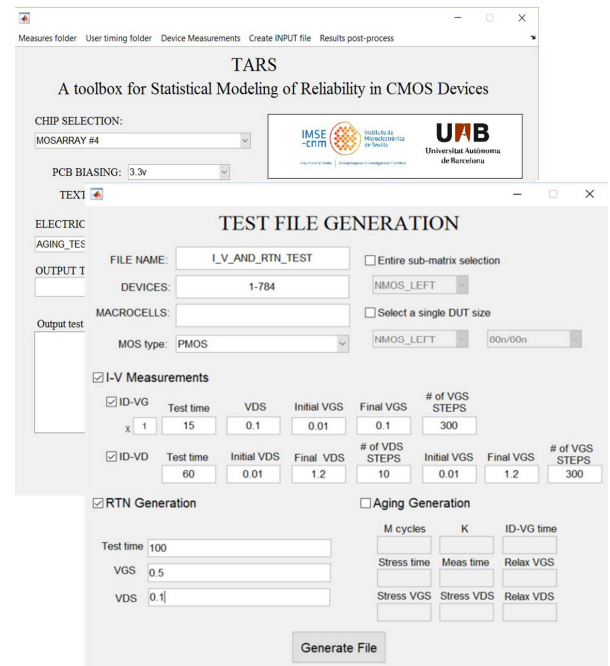 Measures folder User timing folder Device Measurements Create INPUT file Results post-process
TARS
A toolbox for Statistical Modeling of Reliability in CMOS Devices
CHIP SELECTION:
MOSARRAY #4
PCB BIASING: 3.3v
TEXT
ELECTRIC
AGING_TES
OUTPUT T
Output test
IMSE
-cnm
Instituto de
Microelectrónica
de Sevilla
UAB
Universitat Autònoma
de Barcelona
TEST FILE GENERATION
FILE NAME: I_V_AND_RTN_TEST
Entire sub-matrix selection
DEVICES: 1-784
NMOS_LEFT
MACROCELLS:
Select a single DUT size
MOS type: PMOS
NMOS_LEFT 80n/60n
I-V Measurements
ID-VG Test time VDS Initial VGS Final VGS # of VGS STEPS
x 1 15 0.1 0.01 0.1 300
ID-VD Test time Initial VDS Final VDS # of VDS STEPS Initial VGS Final VGS # of VGS STEPS
60 0.01 1.2 10 0.01 1.2 300
RTN Generation
Aging Generation
M cycles K ID-VG time
Test time 100
Stress time Meas time Relax VGS
VGS 0.5
VDS 0.1
Stress VGS Stress VDS Relax VDS
Generate File